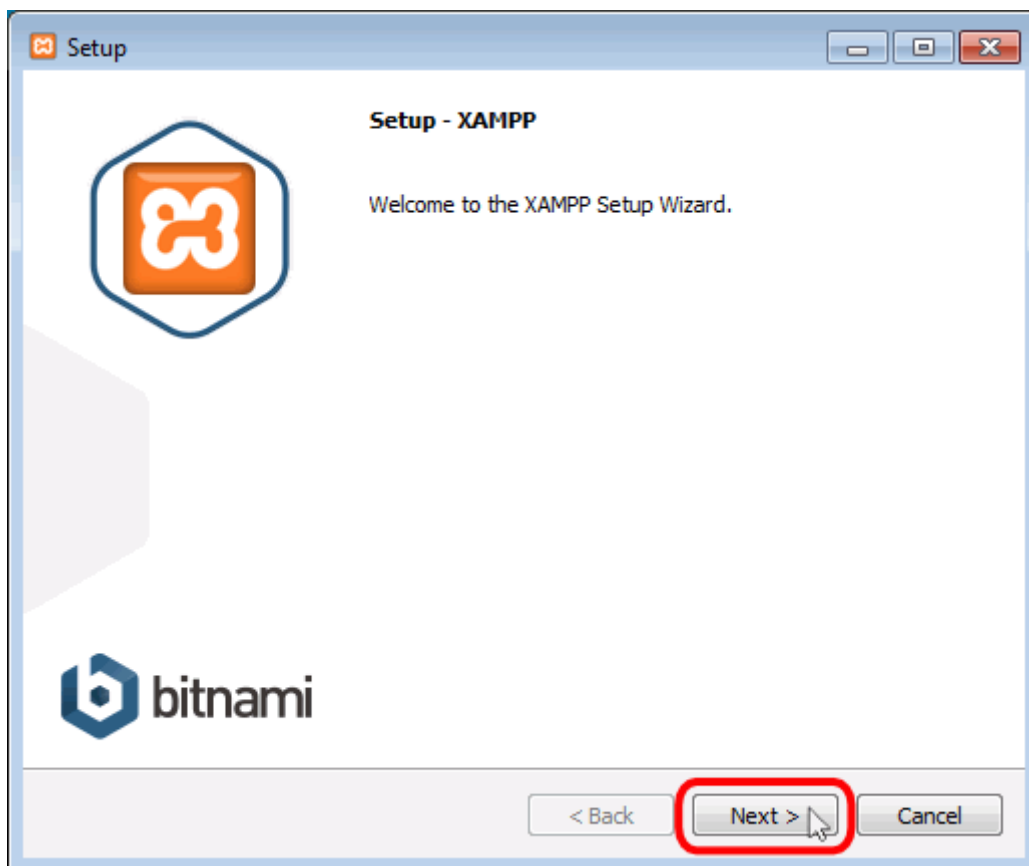 Setup
Setup - XAMPP
Welcome to the XAMPP Setup Wizard.
bitnami
< Back
Next >
Cancel